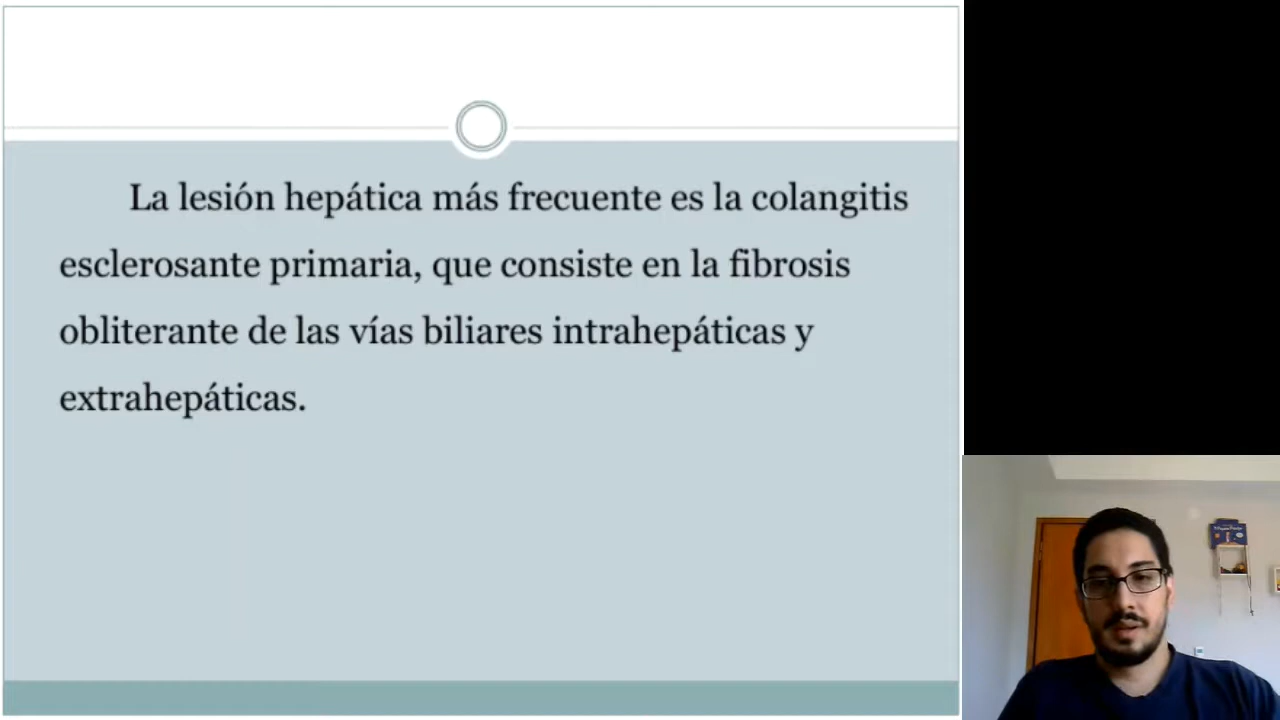 La lesión hepática más frecuente es la colangitis
esclerosante primaria, que consiste en la fibrosis
obliterante de las vías biliares intrahepáticas y
extrahepáticas.